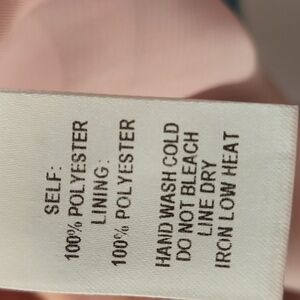 SELF:
100% POLYESTER
LINING:
100% POLYESTER
HAND WASH COLD
DO NOT BLEACH
LINE DRY
IRON LOW HEAT